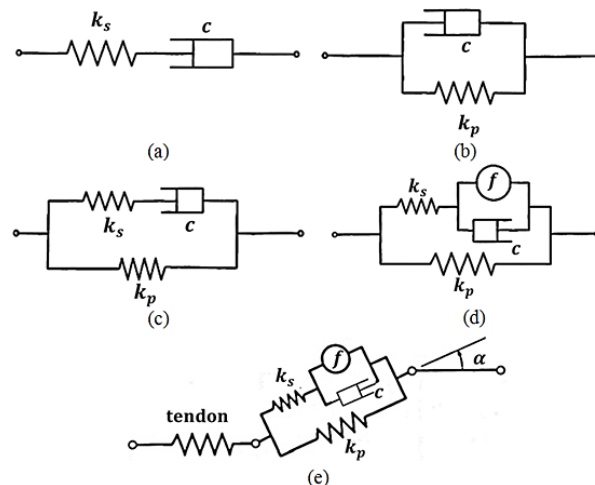 k_s c
(a)
c
k_p
(b)
k_s c
k_p
(c)
k_s f
c
k_p
(d)
f
k_s c
α
tendon
k_p
(e)